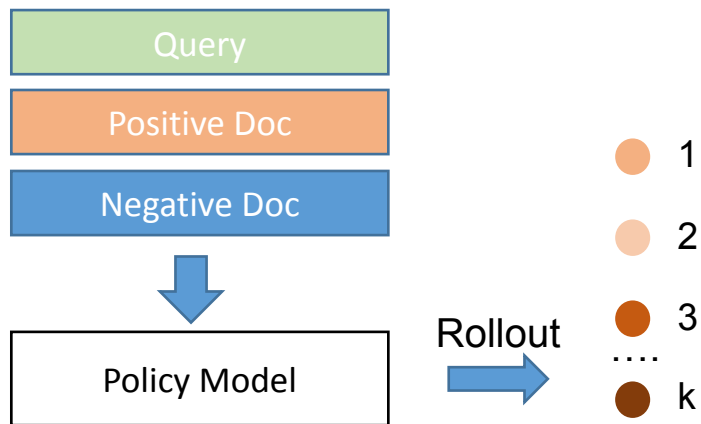 Query
Positive Doc
Negative Doc
Policy Model
Rollout
1
2
3
....
k